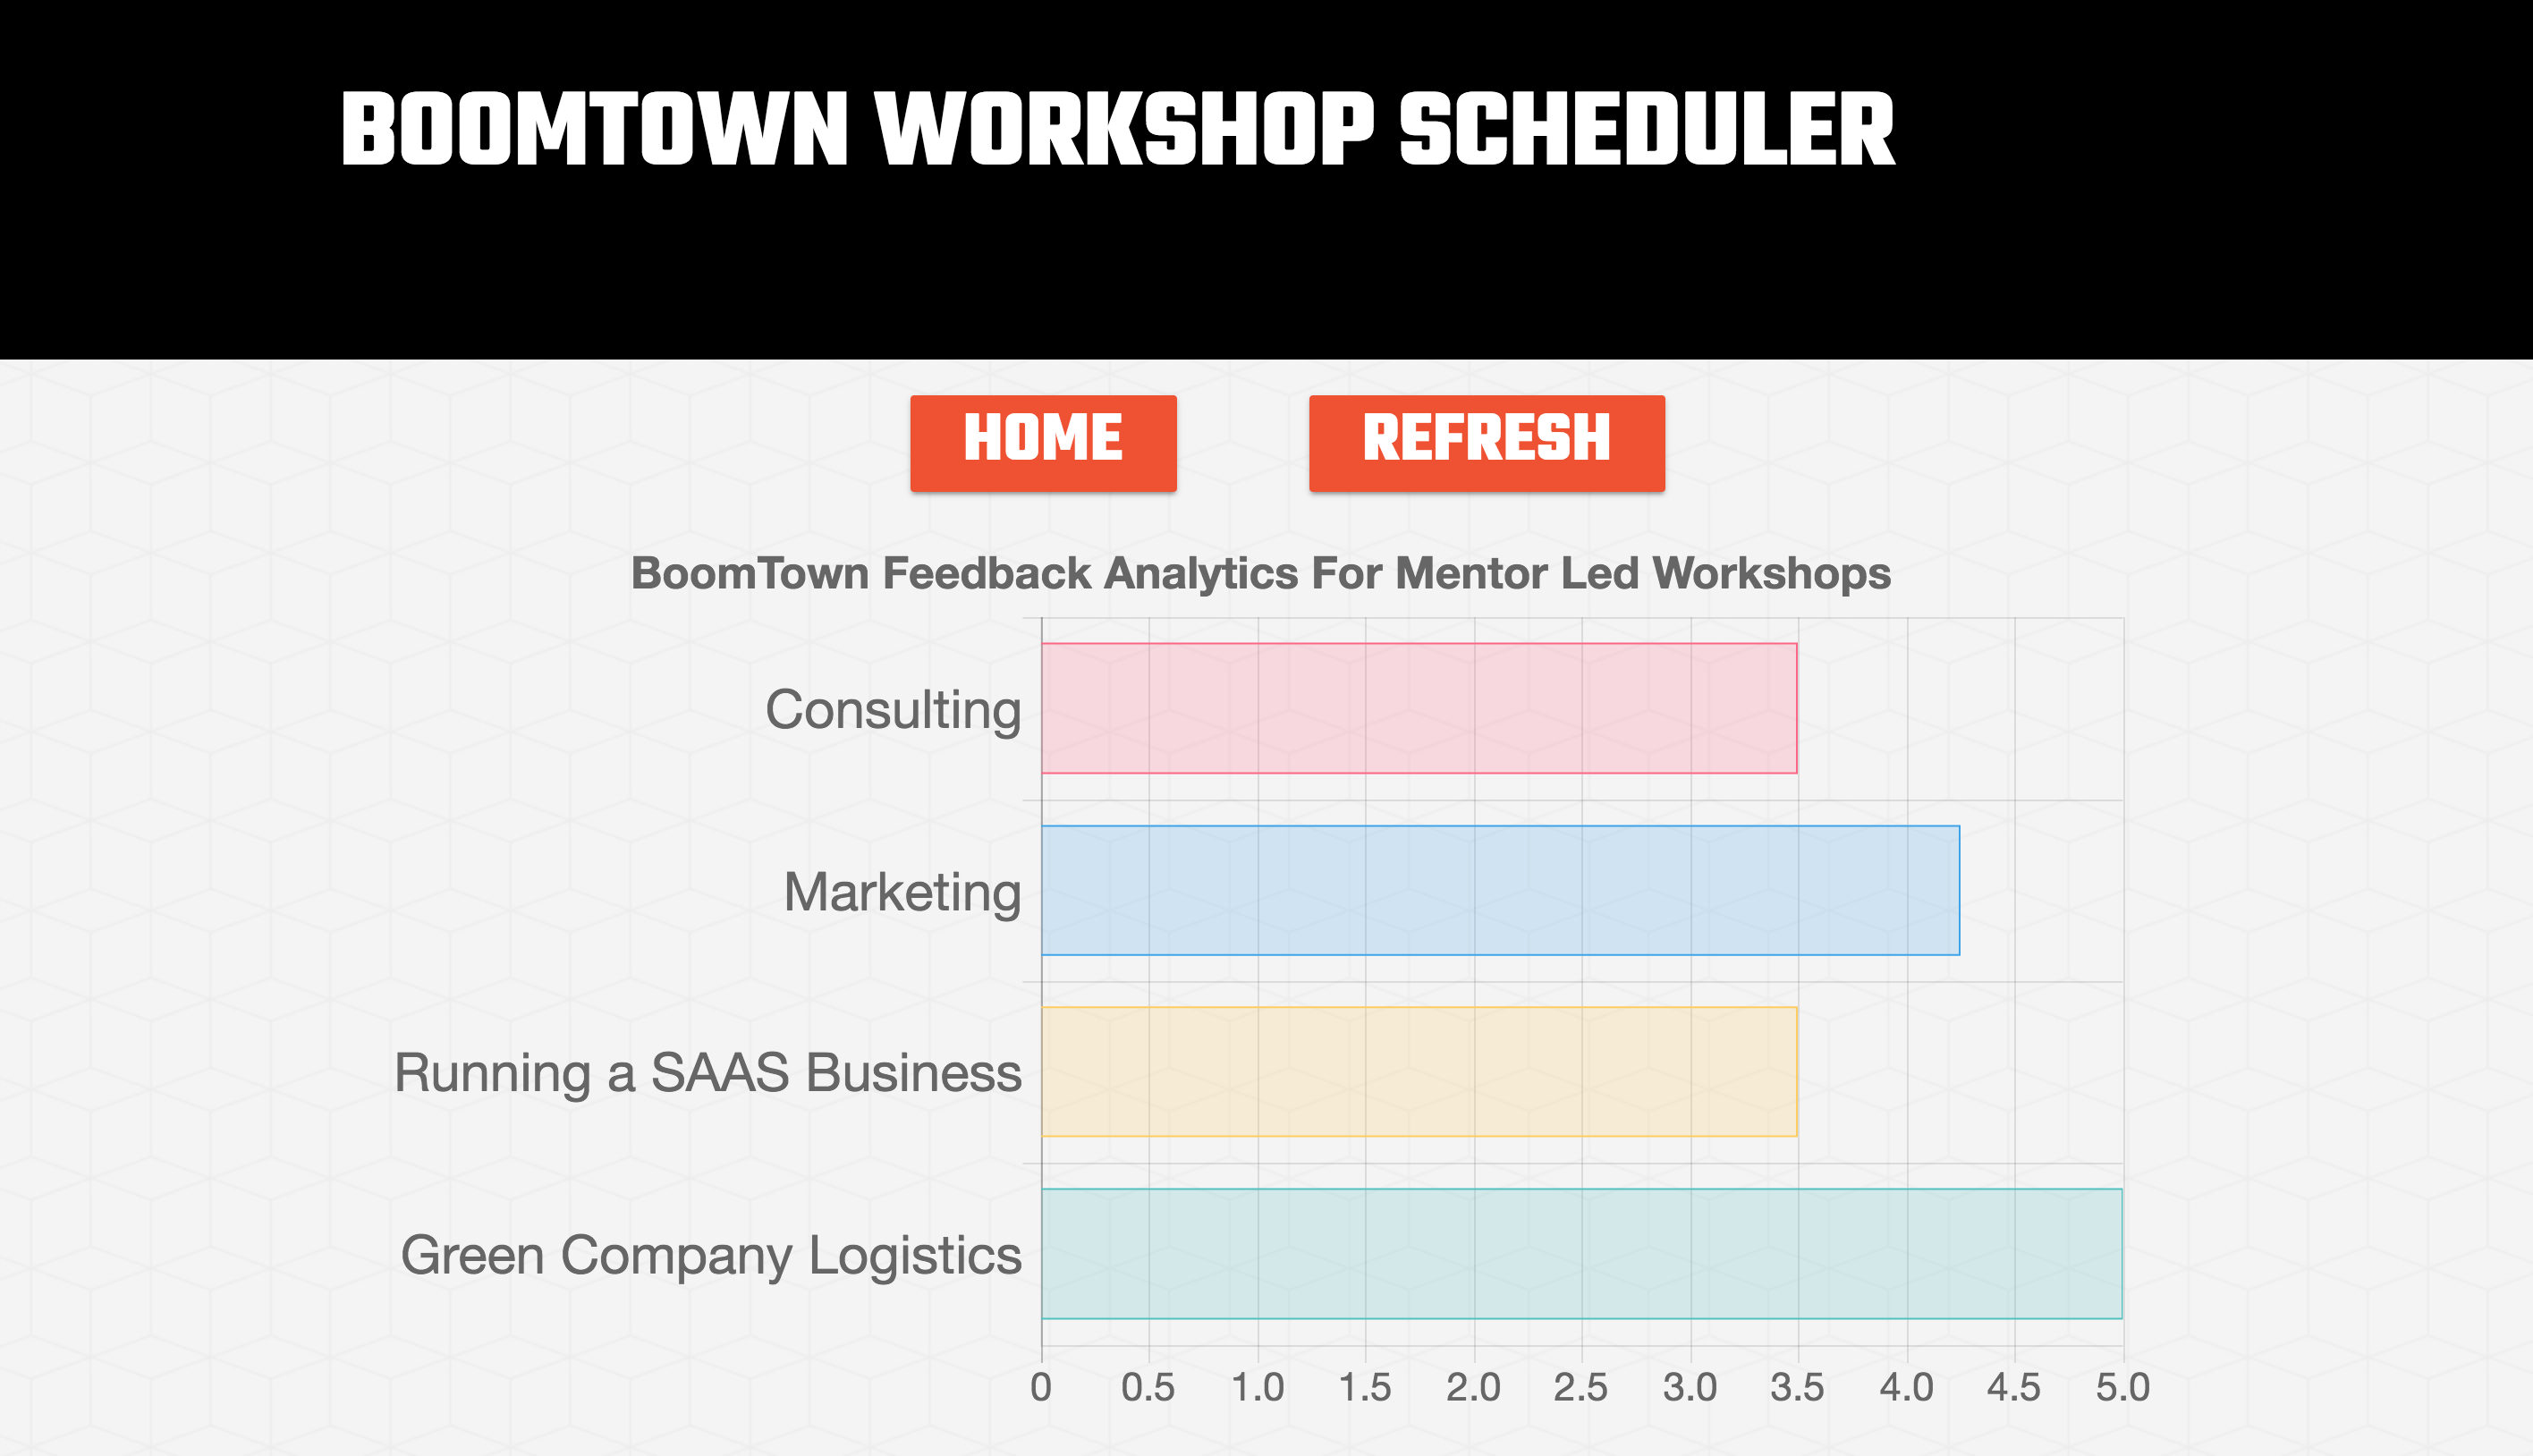 BOOMTOWN WORKSHOP SCHEDULER
HOME REFRESH
BoomTown Feedback Analytics For Mentor Led Workshops
Consulting
Marketing
Running a SAAS Business
Green Company Logistics
0 0.5 1.0 1.5 2.0 2.5 3.0 3.5 4.0 4.5 5.0